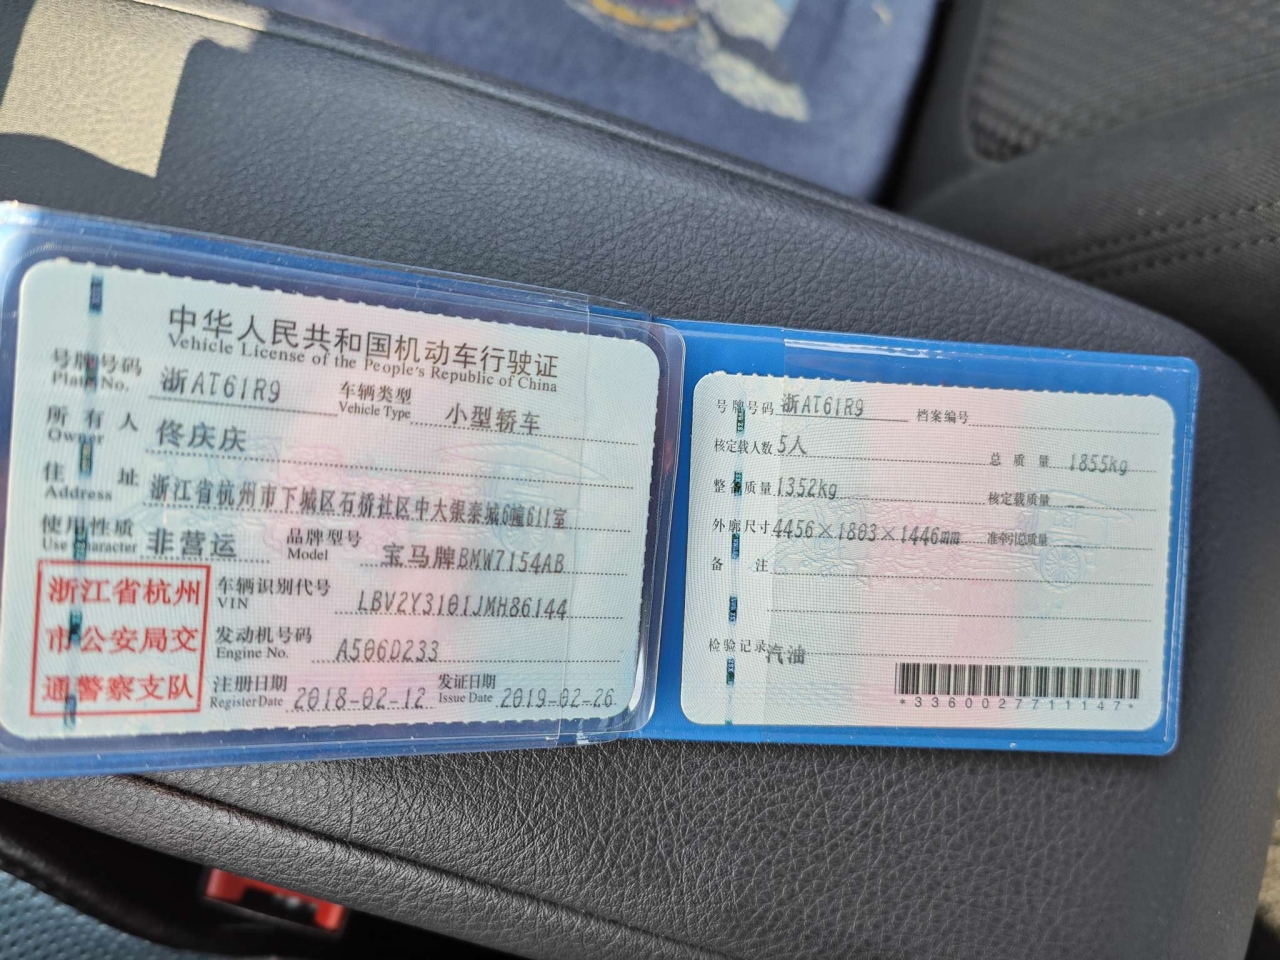 中华人民共和国机动车行驶证
Vehicle License of the People's Republic of China
号牌号码 浙AT61R9 车辆类型 小型轿车
Plate No. Vehicle Type
所有人 佟庆庆
Owner
住址 浙江省杭州市下城区石桥社区中大银泰城6幢611室
Address
使用性质 非营运 品牌型号 宝马牌BMW7154AB
Use Character Model
浙江省杭州
市公安局交
通警察支队
车辆识别代号 LBV2Y3101JMH86144
VIN
发动机号码 A506D233
Engine No.
注册日期 2018-02-12 发证日期 2019-02-26
Register Date Issue Date
号牌号码 浙AT61R9 档案编号
核定载人数 5人 总质量 1855kg
整备质量 1352kg 核定载质量 --
外廓尺寸 4456×1803×1446mm 准牵引总质量 --
备注
检验记录 汽油
*3360027711147*